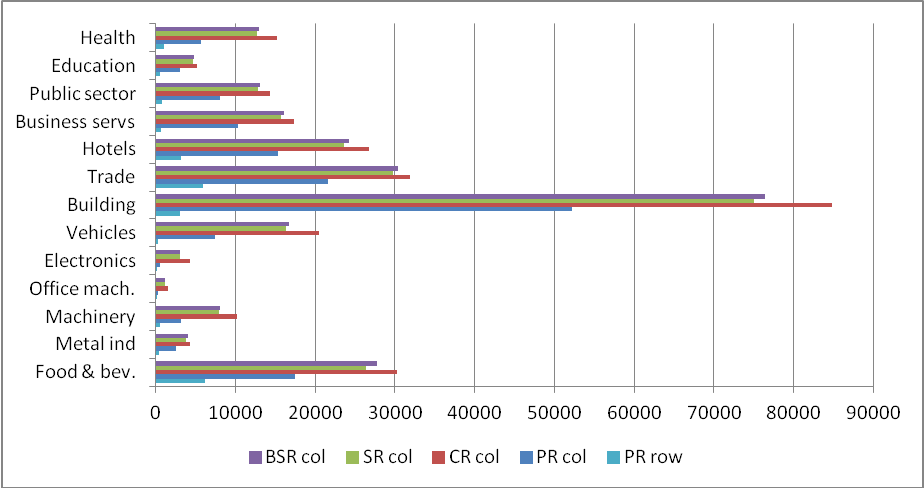 Health
Education
Public sector
Business servs
Hotels
Trade
Building
Vehicles
Electronics
Office mach.
Machinery
Metal ind
Food & bev.
0 10000 20000 30000 40000 50000 60000 70000 80000 90000
BSR col SR col CR col PR col PR row